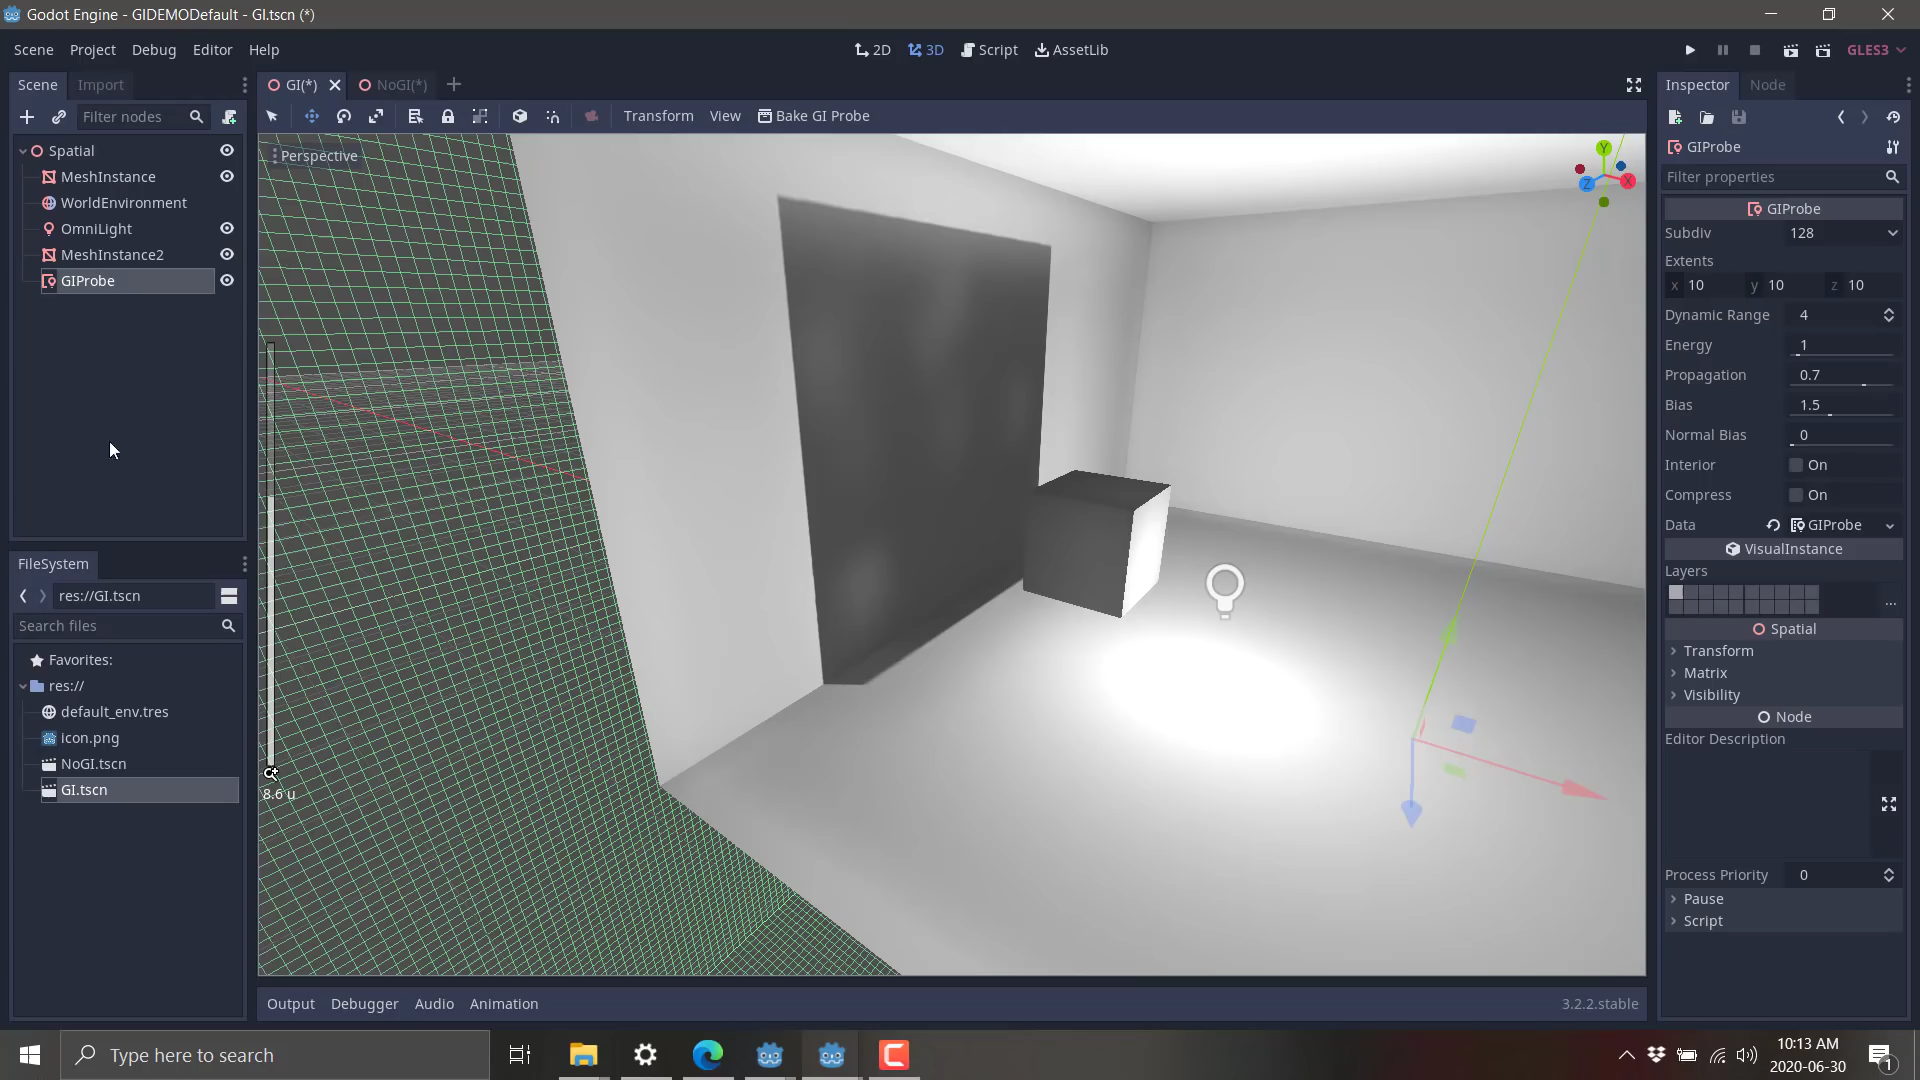 Godot Engine - GIDEMODefault - GI.tscn (*)
Scene Project Debug Editor Help
2D 3D Script AssetLib
GLES3
Scene Import
GI(*) NoGI(*)
Inspector Node
Filter nodes
Transform View Bake GI Probe
Perspective
Spatial
MeshInstance
WorldEnvironment
OmniLight
MeshInstance2
GIProbe
8.6 u
Y
X
Z
FileSystem
res://GI.tscn
Search files
Favorites:
res://
default_env.tres
icon.png
NoGI.tscn
GI.tscn
GIProbe
Filter properties
GIProbe
Subdiv 128
Extents
x 10 y 10 z 10
Dynamic Range 4
Energy 1
Propagation 0.7
Bias 1.5
Normal Bias 0
Interior On
Compress On
Data GIProbe
VisualInstance
Layers
...
Spatial
Transform
Matrix
Visibility
Node
Editor Description
Process Priority 0
Pause
Script
Output Debugger Audio Animation
3.2.2.stable
Type here to search
10:13 AM
2020-06-30
1